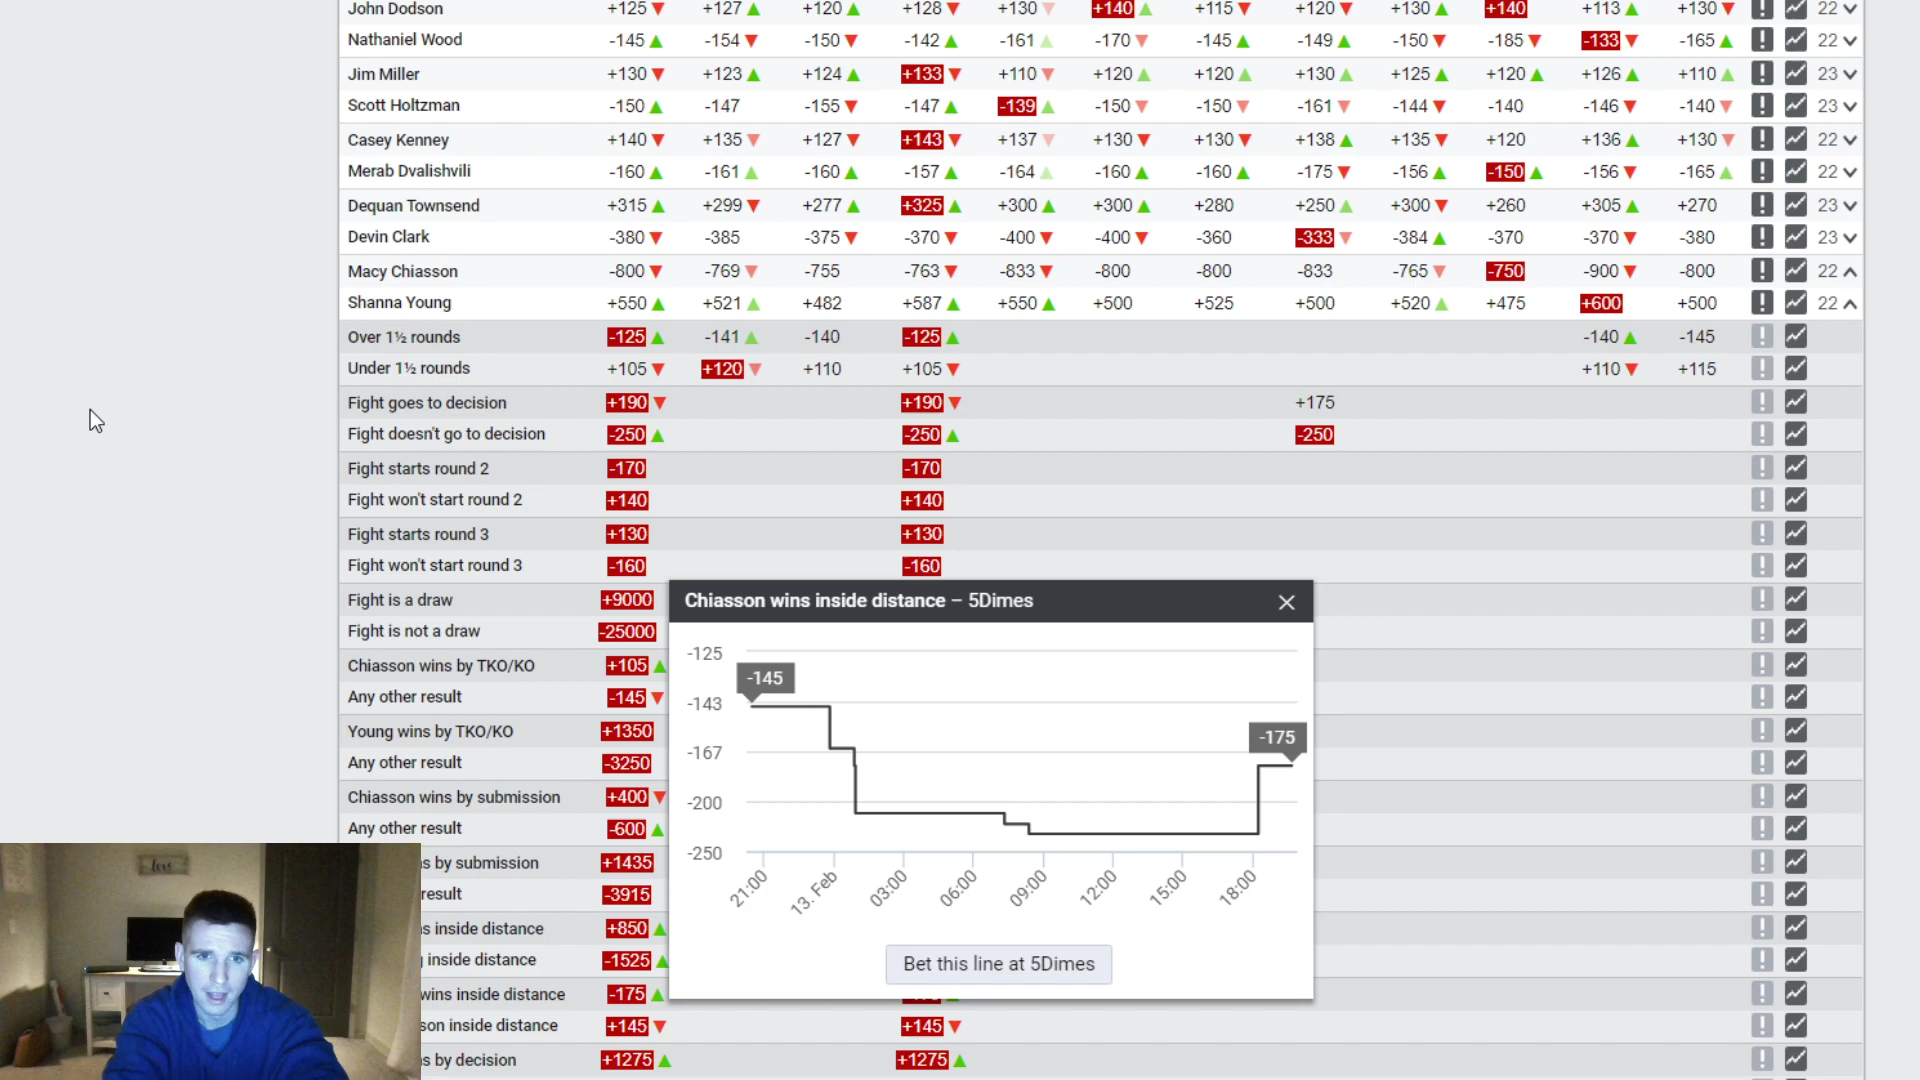 John Dodson +125 +127 +120 +128 +130 +140 +115 +120 +130 +140 +113 +130 22
Nathaniel Wood -145 -154 -150 -142 -161 -170 -145 -149 -150 -185 -133 -165 22
Jim Miller +130 +123 +124 +133 +110 +120 +120 +130 +125 +120 +126 +110 23
Scott Holtzman -150 -147 -155 -147 -139 -150 -150 -161 -144 -140 -146 -140 23
Casey Kenney +140 +135 +127 +143 +137 +130 +130 +138 +135 +120 +136 +130 22
Merab Dvalishvili -160 -161 -160 -157 -164 -160 -160 -175 -156 -150 -156 -165 22
Dequan Townsend +315 +299 +277 +325 +300 +300 +280 +250 +300 +260 +305 +270 23
Devin Clark -380 -385 -375 -370 -400 -400 -360 -333 -384 -370 -370 -380 23
Macy Chiasson -800 -769 -755 -763 -833 -800 -800 -833 -765 -750 -900 -800 22
Shanna Young +550 +521 +482 +587 +550 +500 +525 +500 +520 +475 +600 +500 22
Over 1½ rounds -125 -141 -140 -125 -140 -145
Under 1½ rounds +105 +120 +110 +105 +110 +115
Fight goes to decision +190 +190 +175
Fight doesn't go to decision -250 -250 -250
Fight starts round 2 -170 -170
Fight won't start round 2 +140 +140
Fight starts round 3 +130 +130
Fight won't start round 3 -160 -160
Fight is a draw +9000
Fight is not a draw -25000
Chiasson wins by TKO/KO +105
Any other result -145
Young wins by TKO/KO +1350
Any other result -3250
Chiasson wins by submission +400
Any other result -600
s by submission +1435
result -3915
s inside distance +850
inside distance -1525
wins inside distance -175
son inside distance +145 +145
s by decision +1275 +1275
Chiasson wins inside distance – 5Dimes
-125
-145
-143
-175
-167
-200
-250
21:00 13. Feb 03:00 06:00 09:00 12:00 15:00 18:00
Bet this line at 5Dimes
love